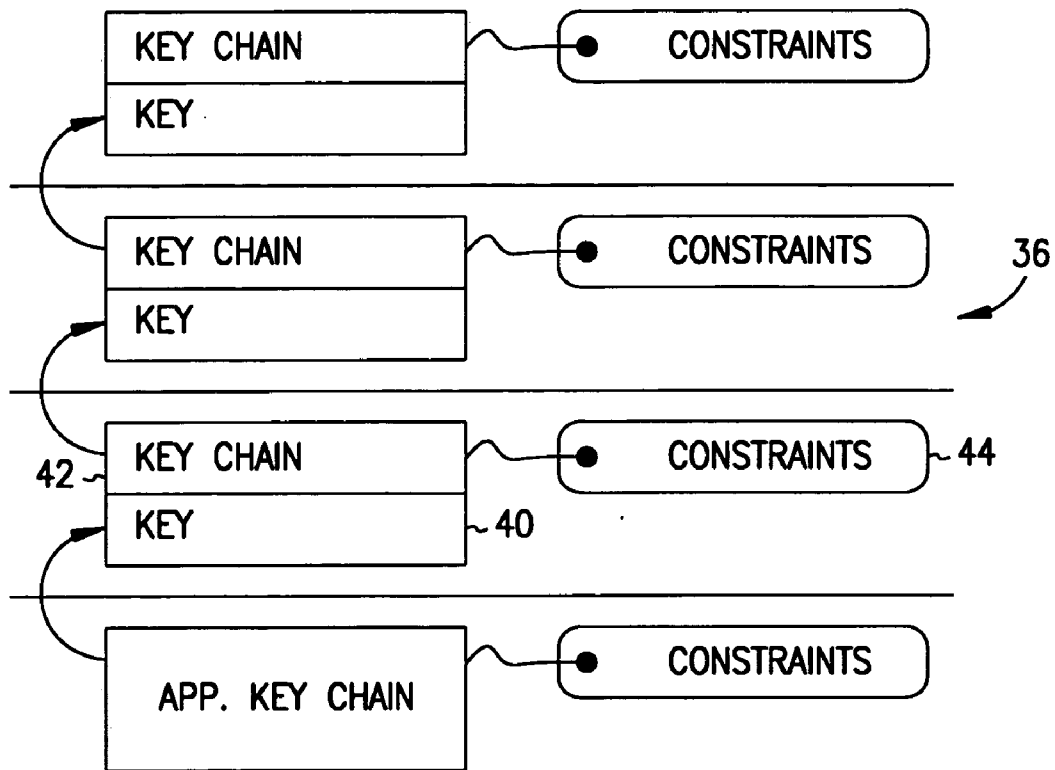 KEY CHAIN
CONSTRAINTS
KEY
KEY CHAIN
CONSTRAINTS
36
KEY
KEY CHAIN
CONSTRAINTS
44
42
KEY
40
CONSTRAINTS
APP. KEY CHAIN